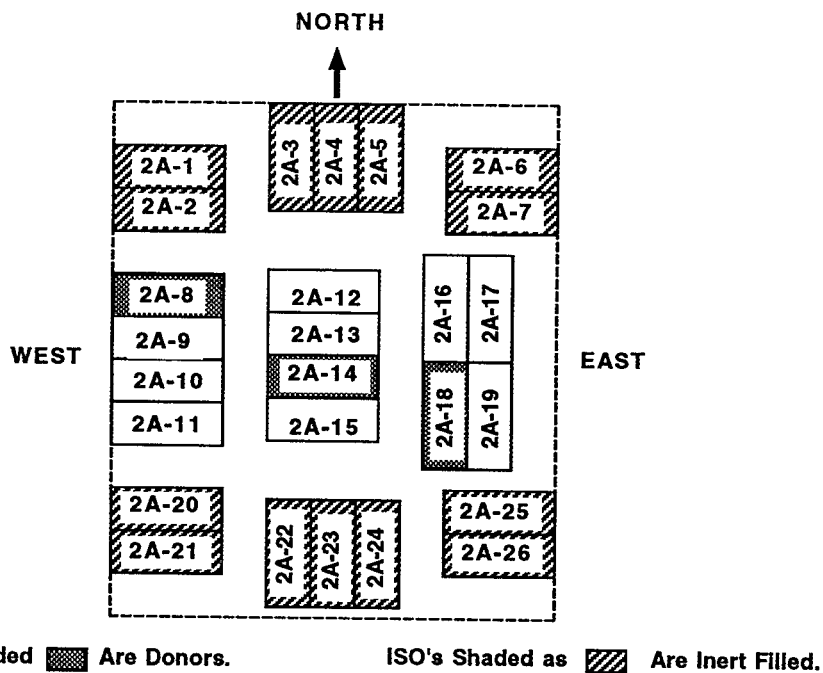 NORTH
2A-3 2A-4 2A-5
2A-1
2A-2
2A-6
2A-7
2A-8
2A-9
2A-10
2A-11
2A-12
2A-13
2A-14
2A-15
2A-16 2A-17
2A-18 2A-19
WEST
EAST
2A-20
2A-21
2A-22 2A-23 2A-24
2A-25
2A-26
ded Are Donors. ISO's Shaded as Are Inert Filled.